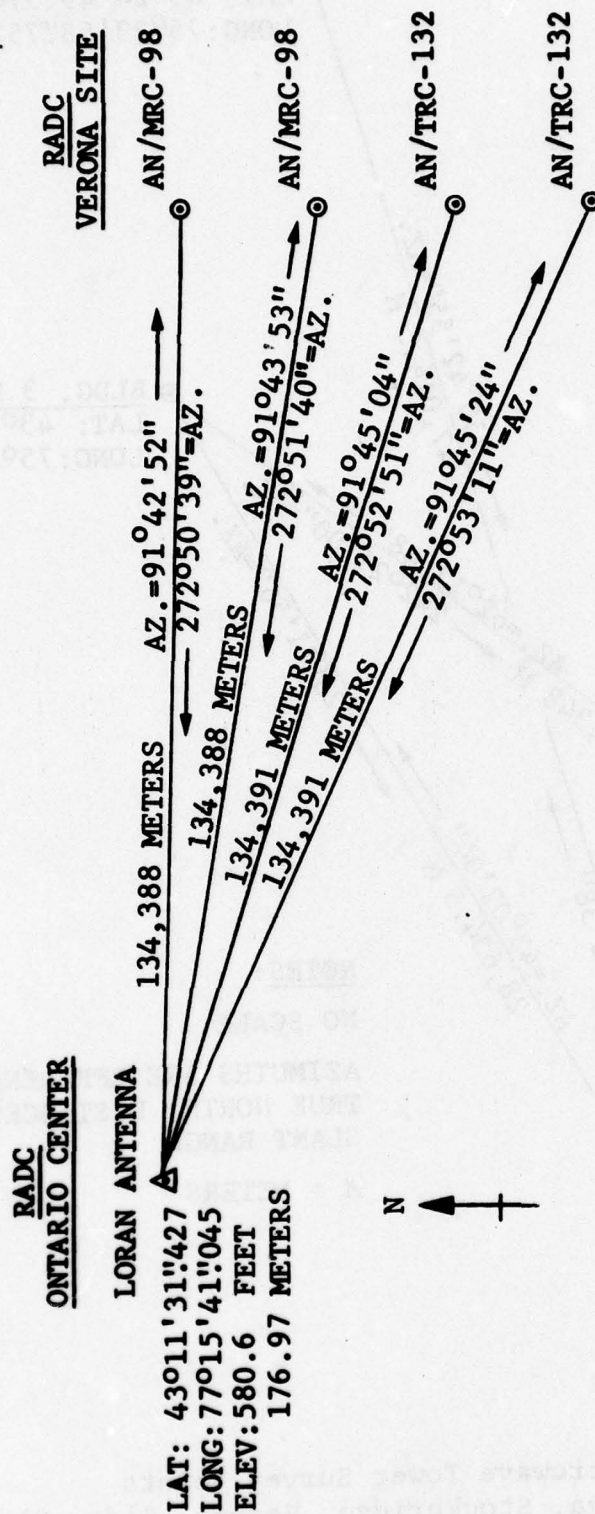 RADC
ONTARIO CENTER
LORAN ANTENNA
LAT: 43°11'31"427
LONG: 77°15'41"045
ELEV: 580.6 FEET
176.97 METERS
N
RADC
VERONA SITE
134,388 METERS
AZ.=91°42'52"
272°50'39"=AZ.
AN/MRC-98
134,388 METERS
AZ.=91°43'53"
272°51'40"=AZ.
AN/MRC-98
134,391 METERS
AZ.=91°45'04"
272°52'51"=AZ.
AN/TRC-132
134,391 METERS
AZ.=91°45'24"
272°53'11"=AZ.
AN/TRC-132